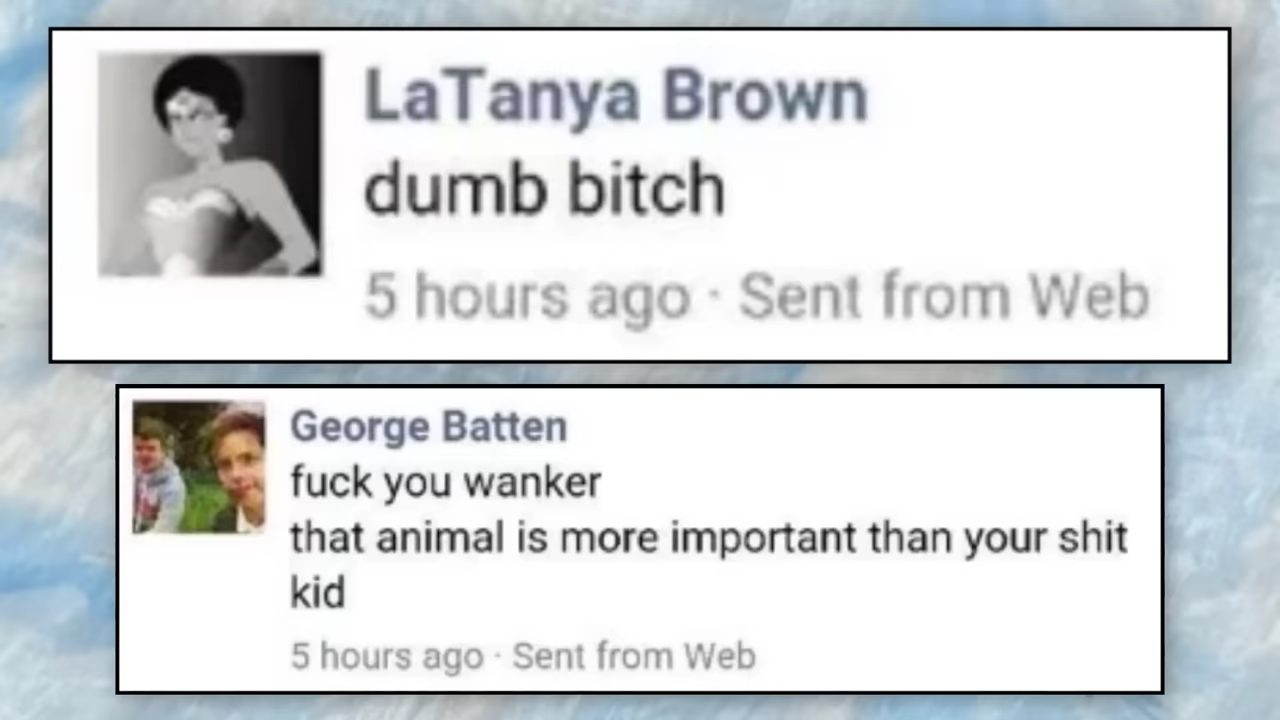 LaTanya Brown
dumb bitch
5 hours ago · Sent from Web
George Batten
fuck you wanker
that animal is more important than your shit
kid
5 hours ago · Sent from Web